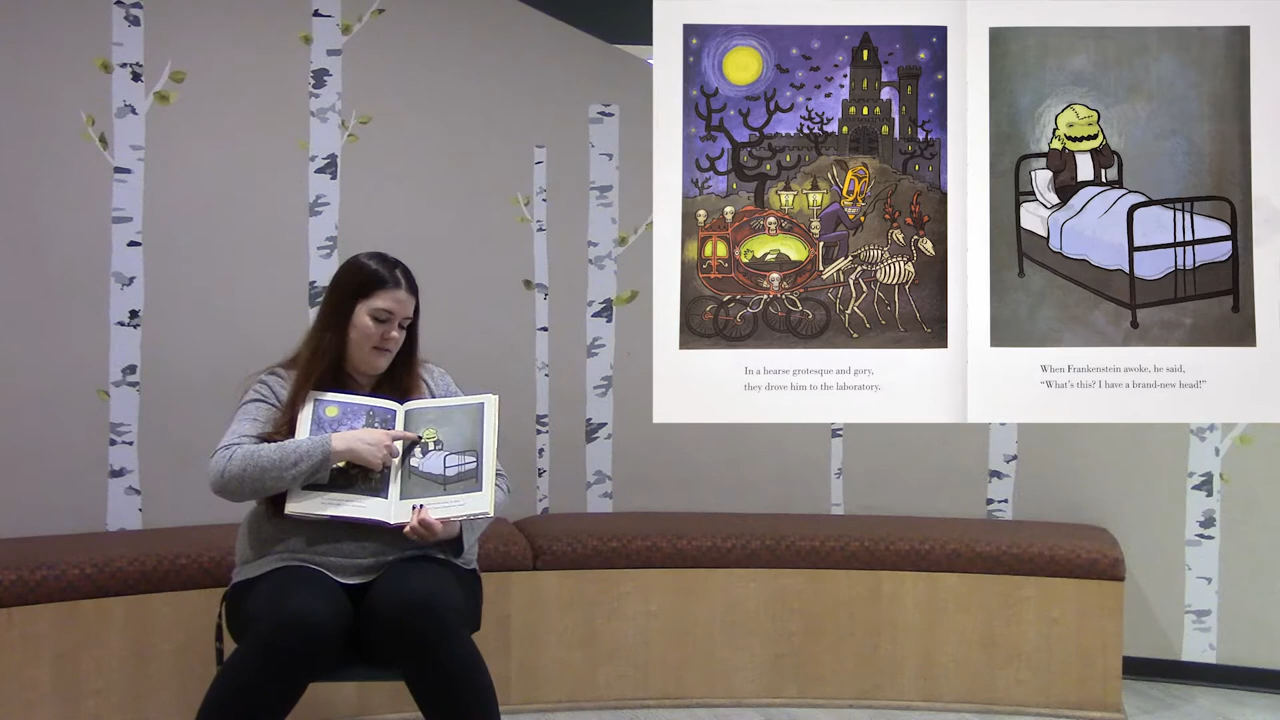 In a hearse grotesque and gory,
they drove him to the laboratory.
When Frankenstein awoke, he said,
"What's this? I have a brand-new head!"